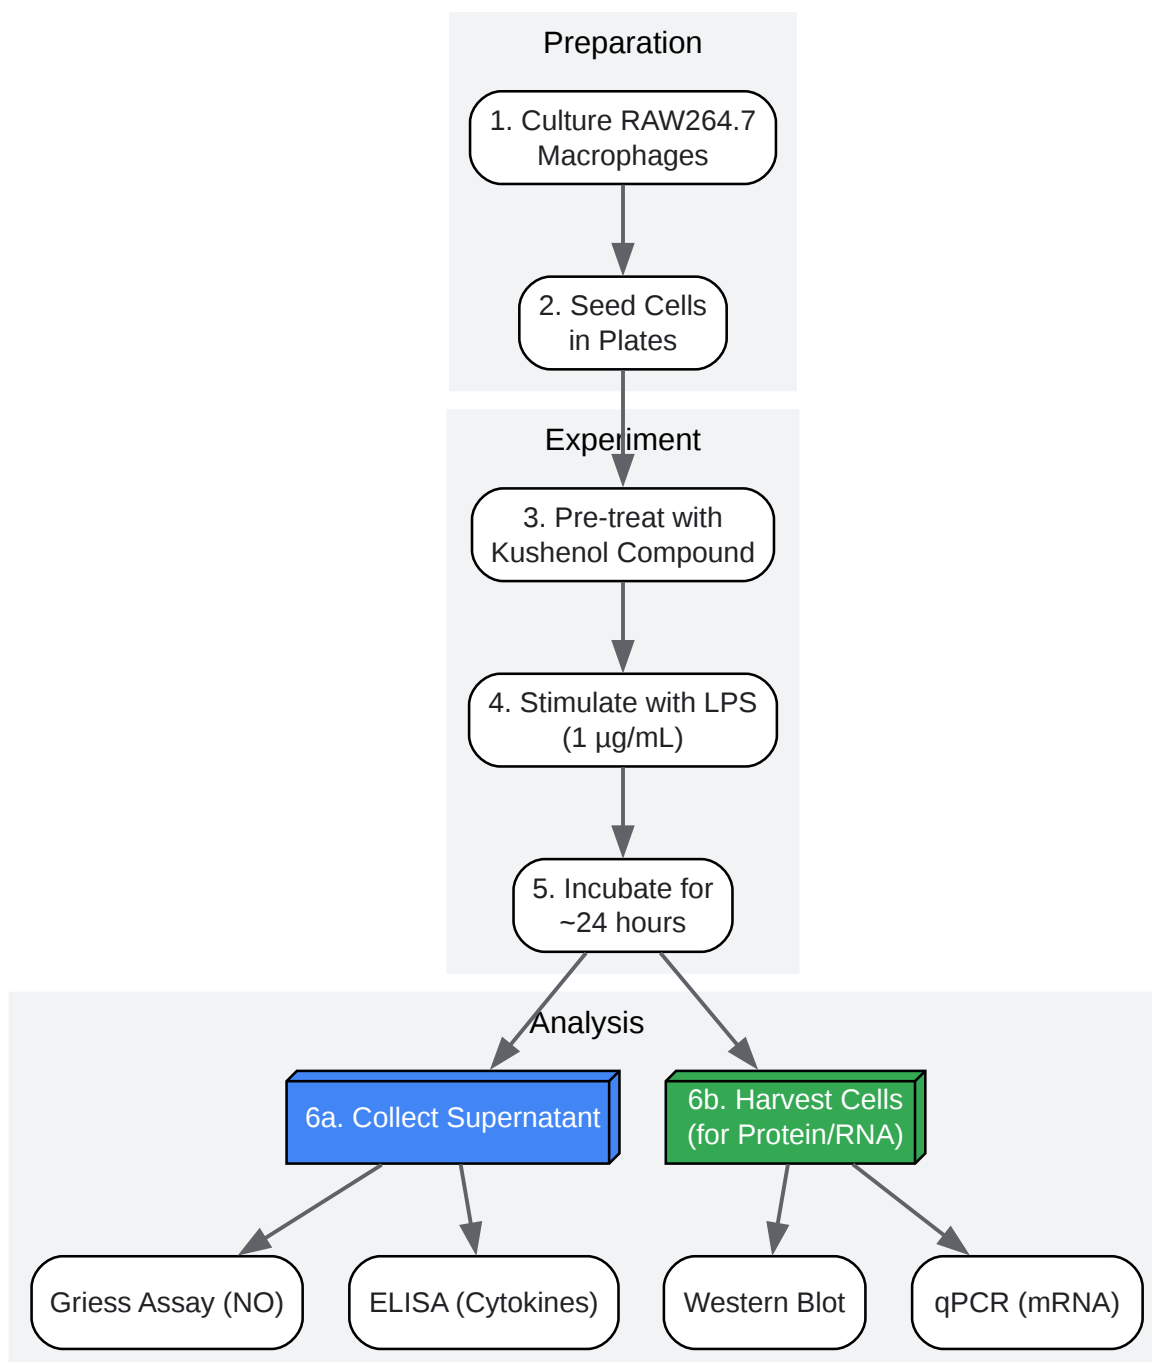 Preparation
1. Culture RAW264.7
Macrophages
2. Seed Cells
in Plates
Experiment
3. Pre-treat with
Kushenol Compound
4. Stimulate with LPS
(1 µg/mL)
5. Incubate for
~24 hours
Analysis
6a. Collect Supernatant
6b. Harvest Cells
(for Protein/RNA)
Griess Assay (NO)
ELISA (Cytokines)
Western Blot
qPCR (mRNA)